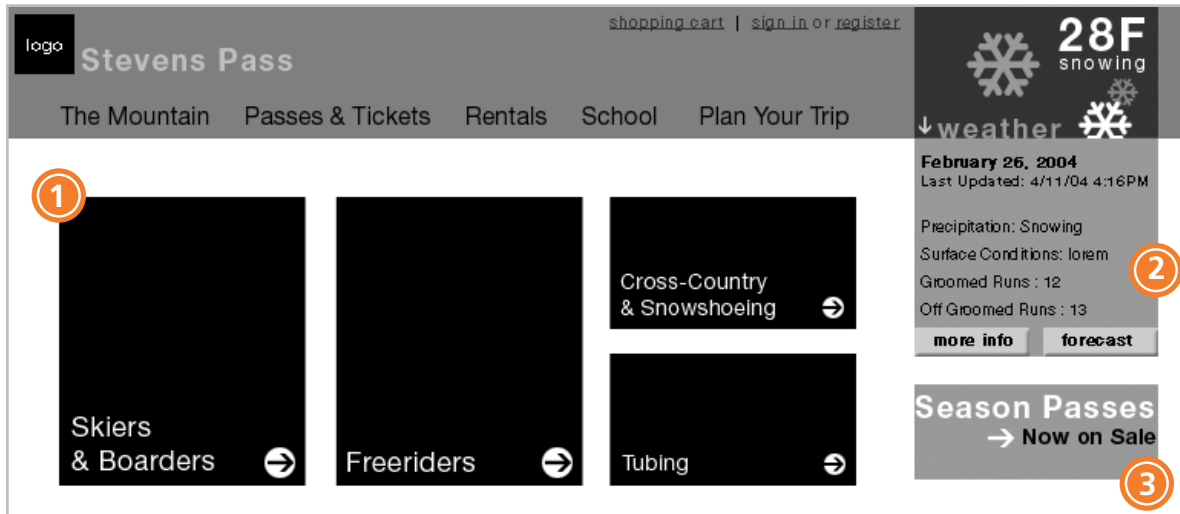 shopping cart | sign in or register
logo
Stevens Pass
The Mountain Passes & Tickets Rentals School Plan Your Trip
28F
snowing
weather
February 26, 2004
Last Updated: 4/11/04 4:16PM
Precipitation: Snowing
Surface Conditions: lorem
Groomed Runs : 12
Off Groomed Runs : 13
more info forecast
2
1
Skiers
& Boarders
Freeriders
Cross-Country
& Snowshoeing
Tubing
Season Passes
Now on Sale
3